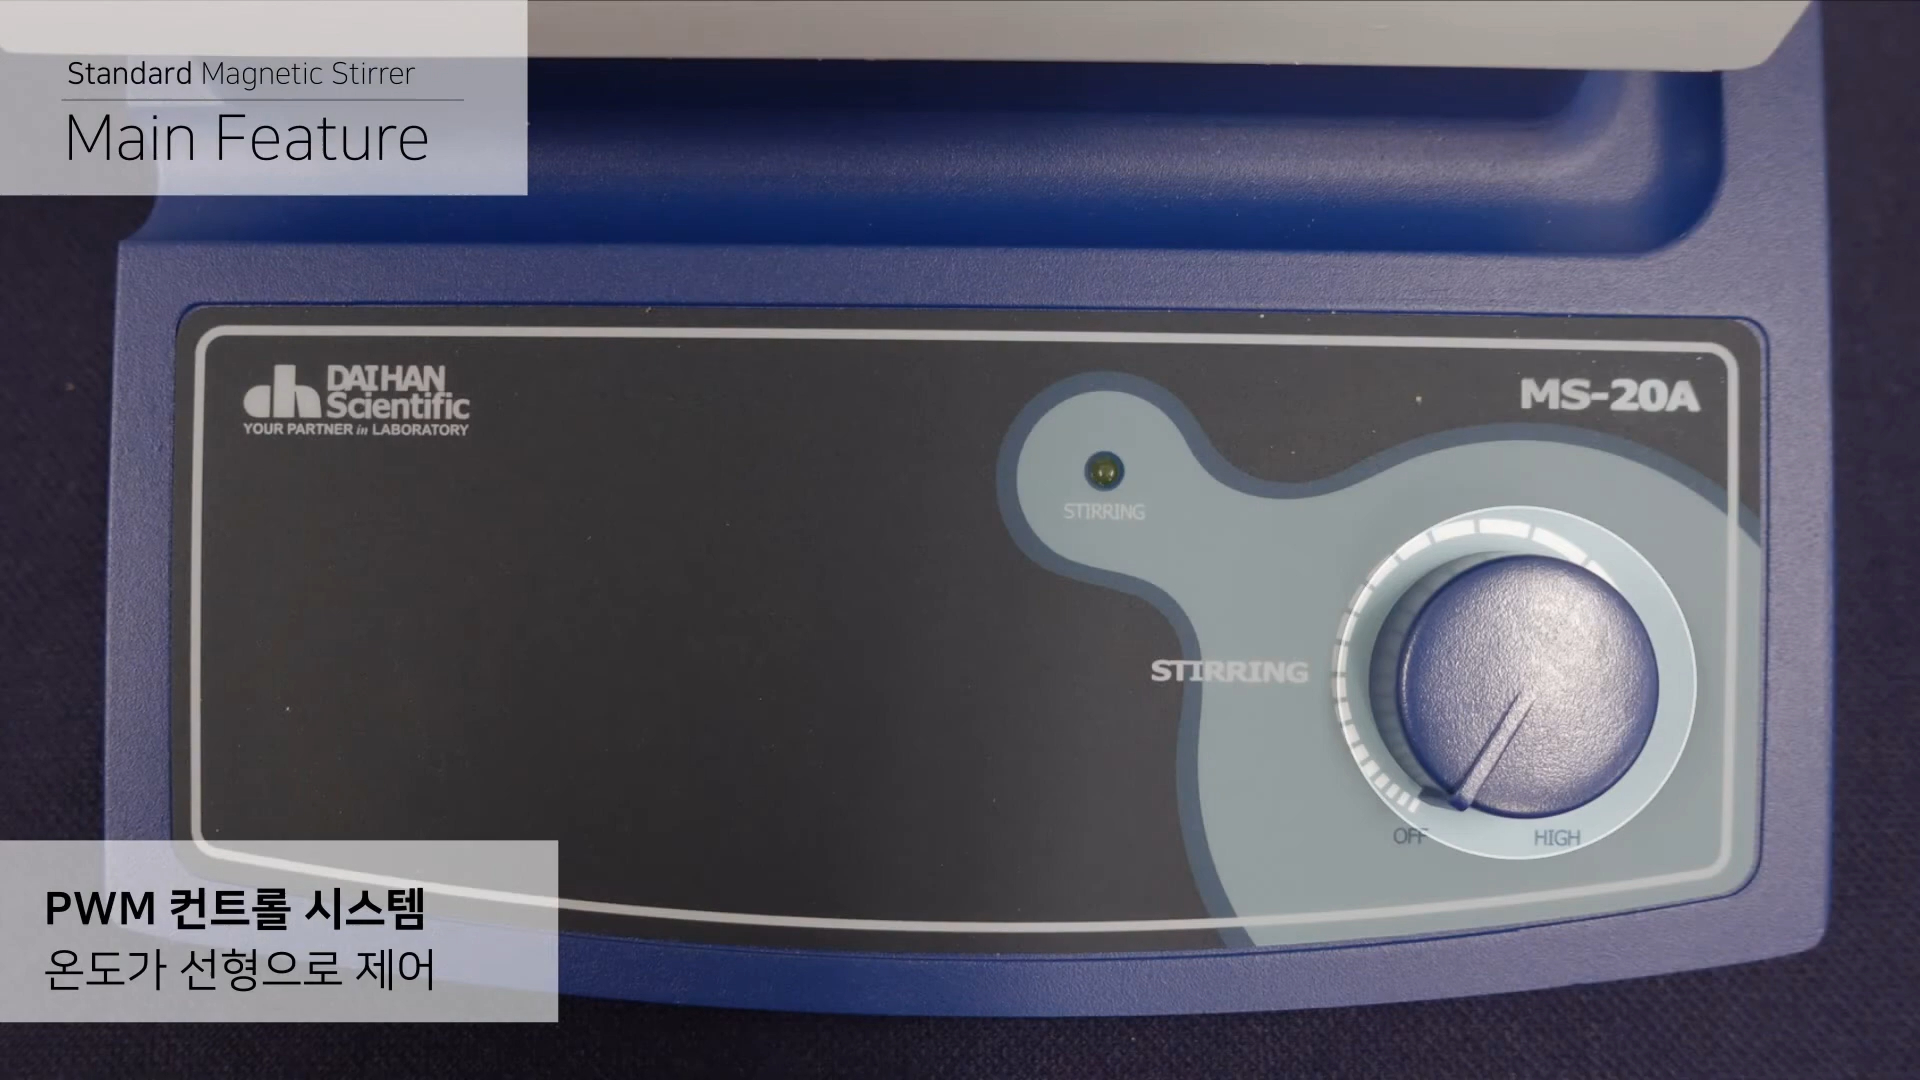 Standard Magnetic Stirrer
Main Feature
DAIHAN
Scientific
YOUR PARTNER in LABORATORY
MS-20A
STIRRING
STIRRING
OFF
HIGH
PWM 컨트롤 시스템
온도가 선형으로 제어